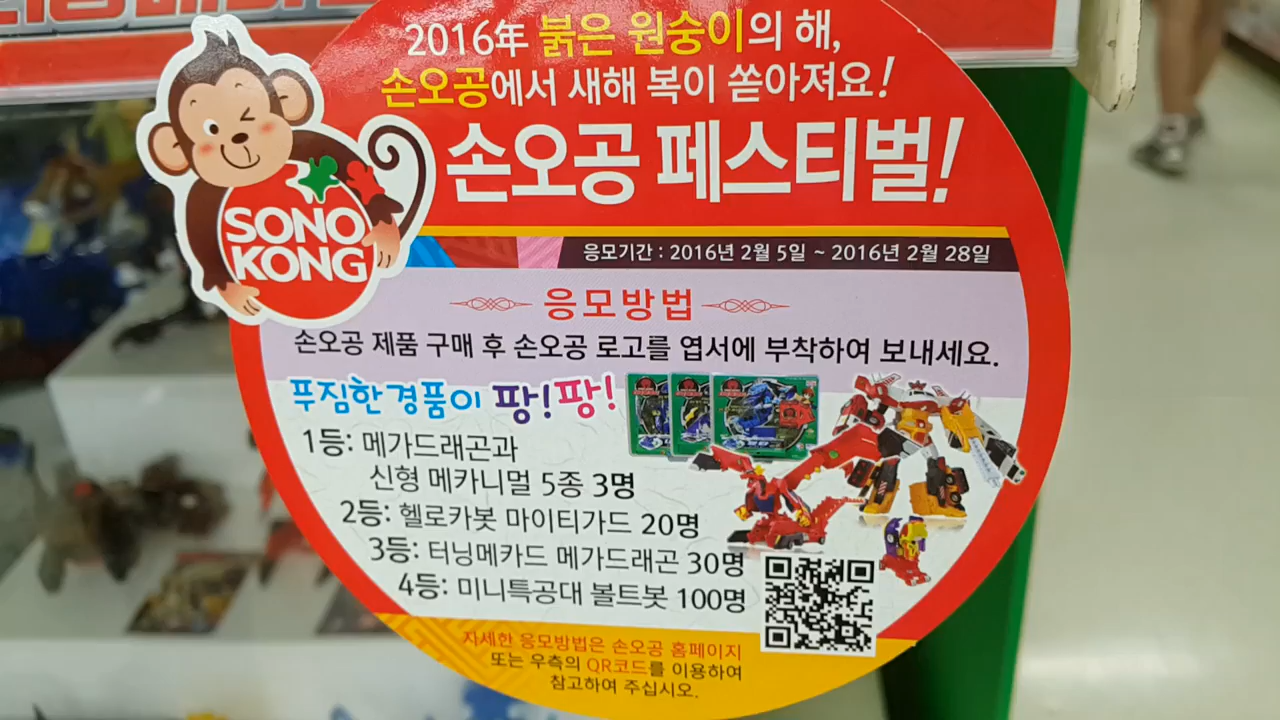 2016年 붉은 원숭이의 해,
손오공에서 새해 복이 쏟아져요!
손오공 페스티벌!
SONO
KONG
응모기간 : 2016년 2월 5일 ~ 2016년 2월 28일
응모방법
손오공 제품 구매 후 손오공 로고를 엽서에 부착하여 보내세요.
푸짐한 경품이 팡! 팡!
1등: 메가드래곤과
신형 메카니멀 5종 3명
2등: 헬로카봇 마이티가드 20명
3등: 터닝메카드 메가드래곤 30명
4등: 미니특공대 볼트봇 100명
자세한 응모방법은 손오공 홈페이지
또는 우측의 QR코드를 이용하여
참고하여 주십시오.